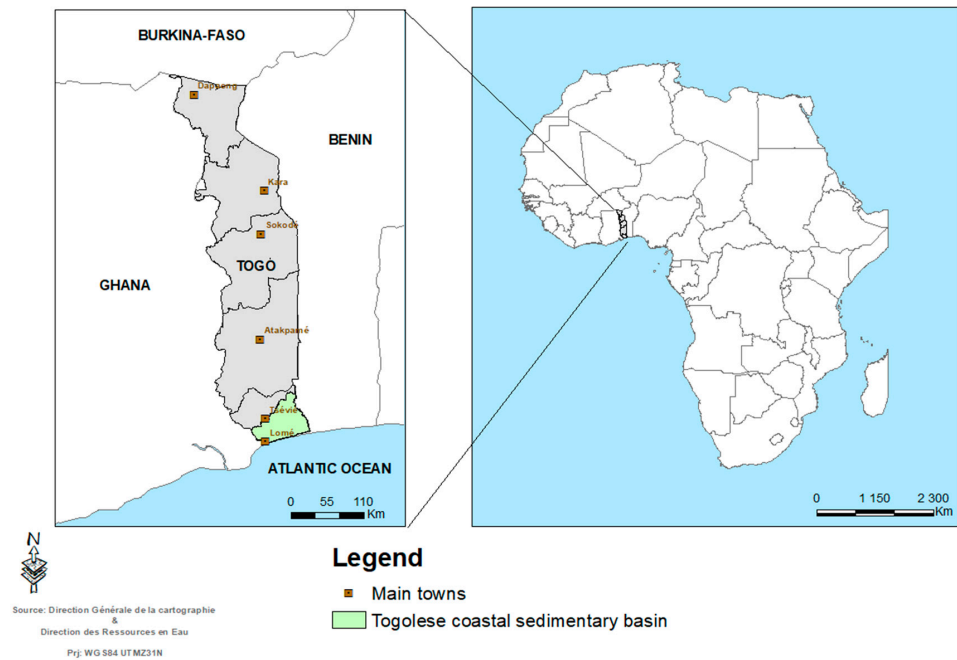 BURKINA-FASO
Dapaong
BENIN
Kara
Sokodé
TOGO
GHANA
Atakpamé
Tsévié
Lomé
ATLANTIC OCEAN
0 55 110
Km
0 1 150 2 300
Km
N
Legend
Main towns
Togolese coastal sedimentary basin
Source: Direction Générale de la cartographie
&
Direction des Ressources en Eau
Prj: WGS84 UTMZ31N